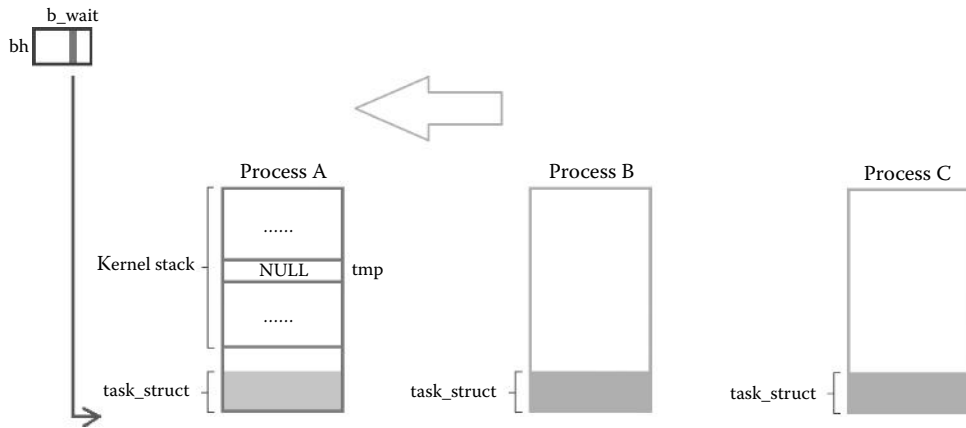 b_wait
bh
Process A
Process B
Process C
......
Kernel stack
NULL
tmp
......
task_struct
task_struct
task_struct